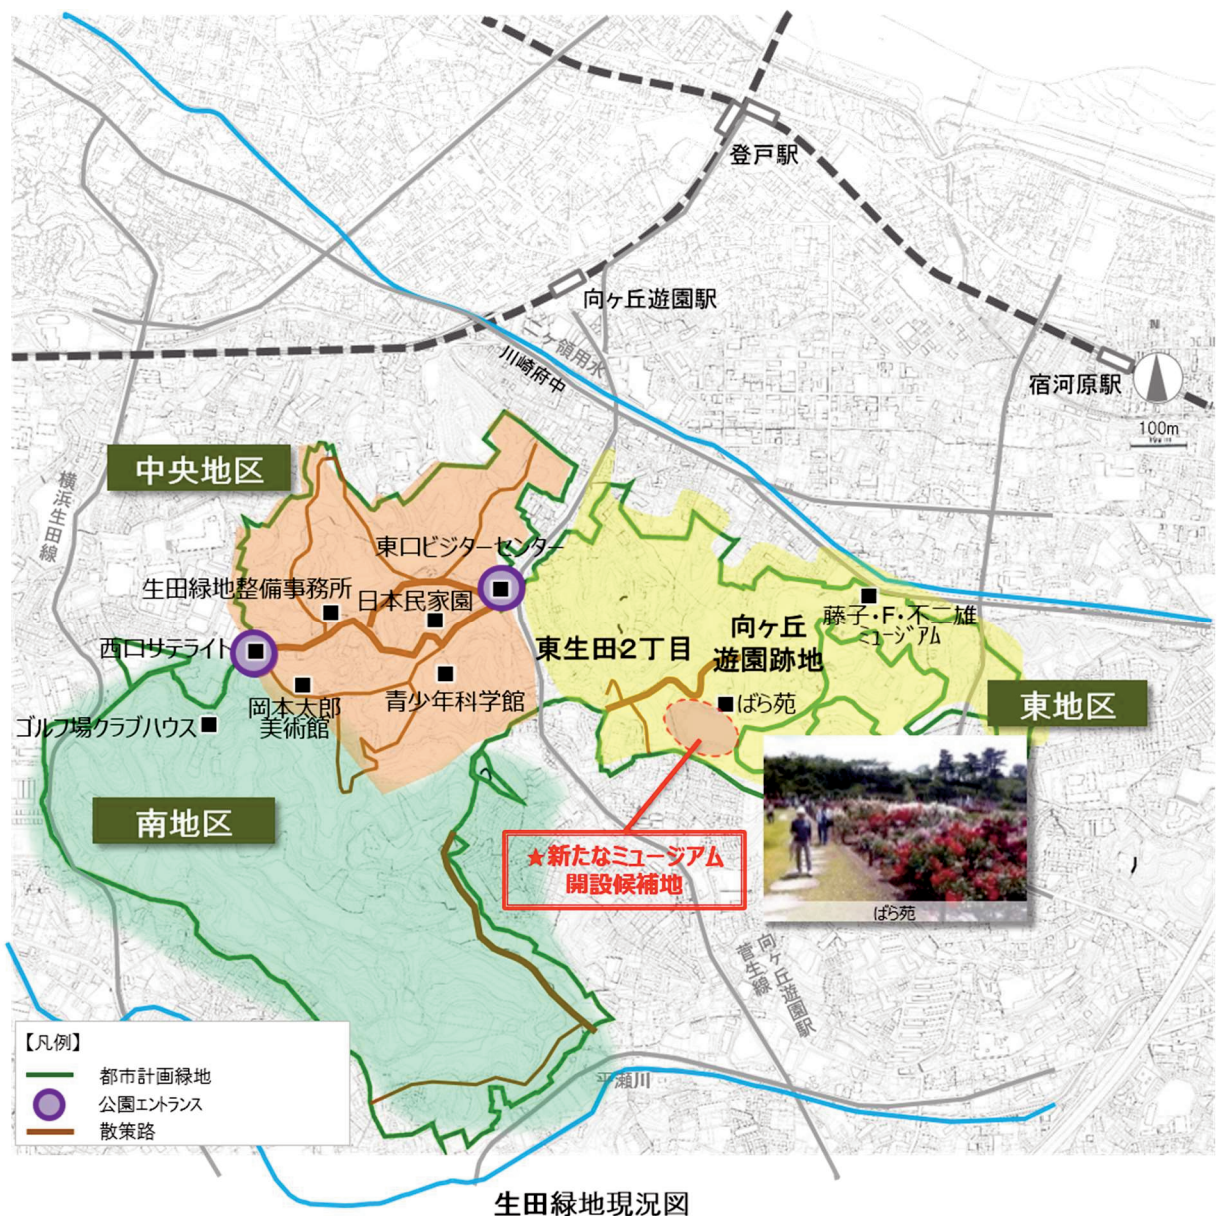 登戸駅
向ヶ丘遊園駅
宿河原駅
N
100m
二ヶ領用水
川崎府中
中央地区
横浜生田線
東口ビジターセンター
生田緑地整備事務所
日本民家園
西口サテライト
岡本太郎
美術館
青少年科学館
ゴルフ場クラブハウス
東生田2丁目
向ヶ丘
遊園跡地
藤子・F・不二雄
ミュージアム
ばら苑
東地区
南地区
★新たなミュージアム
開設候補地
ばら苑
向ヶ丘遊園駅
菅生線
平瀬川
【凡例】
都市計画緑地
公園エントランス
散策路
生田緑地現況図